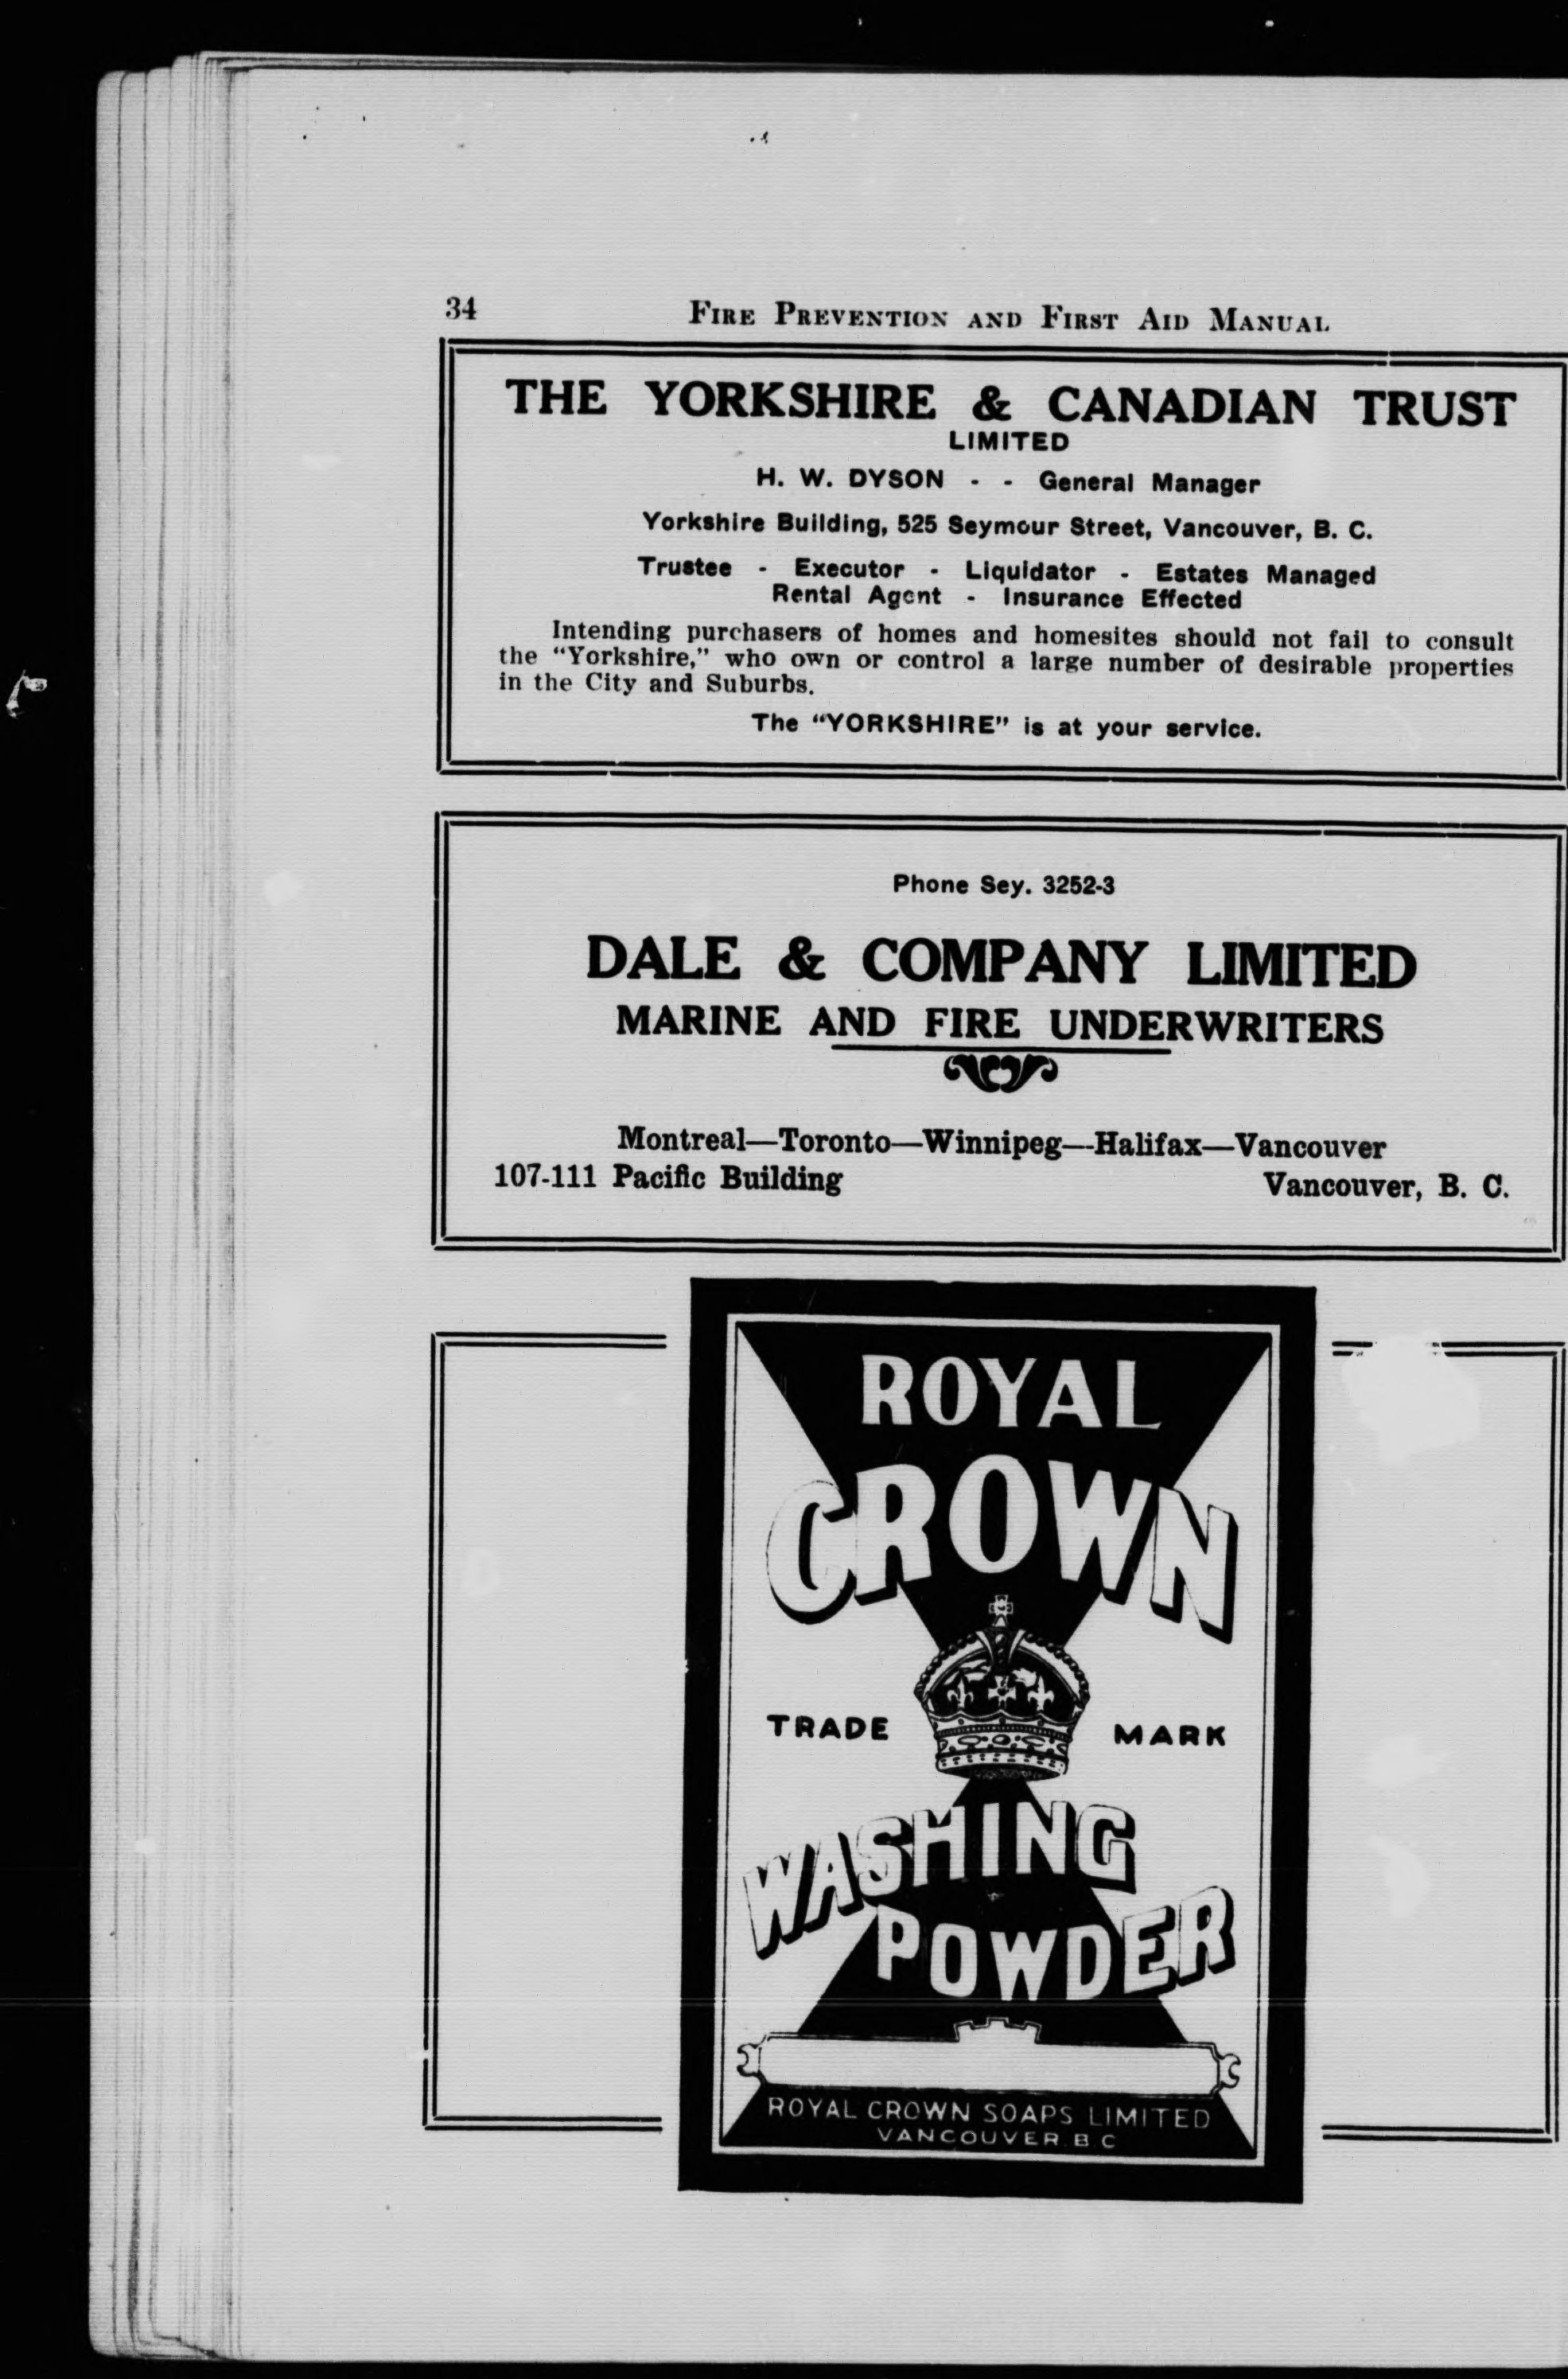 34
FIRE PREVENTION AND FIRST AID MANUAL
THE YORKSHIRE & CANADIAN TRUST
LIMITED
H. W. DYSON - - General Manager
Yorkshire Building, 525 Seymour Street, Vancouver, B. C.
Trustee - Executor - Liquidator - Estates Managed
Rental Agent - Insurance Effected
Intending purchasers of homes and homesites should not fail to consult
the "Yorkshire," who own or control a large number of desirable properties
in the City and Suburbs.
The "YORKSHIRE" is at your service.
Phone Sey. 3252-3
DALE & COMPANY LIMITED
MARINE AND FIRE UNDERWRITERS
Montreal—Toronto—Winnipeg—Halifax—Vancouver
107-111 Pacific Building Vancouver, B. C.
ROYAL
CROWN
TRADE MARK
WASHING
POWDER
ROYAL CROWN SOAPS LIMITED
VANCOUVER. B. C